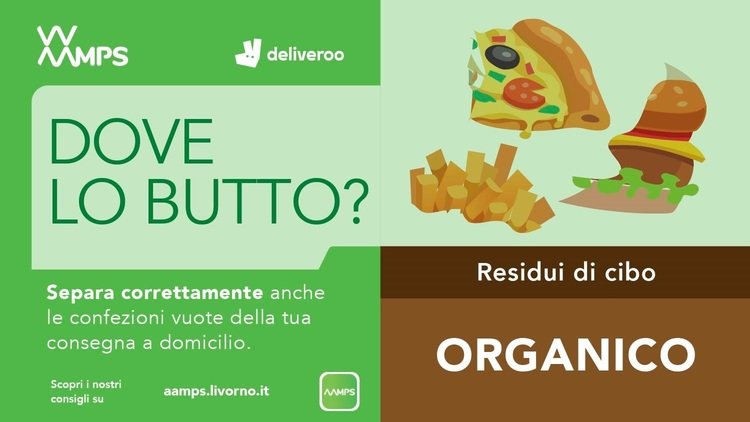 AAMPS
deliveroo
DOVE
LO BUTTO?
Separa correttamente anche
le confezioni vuote della tua
consegna a domicilio.
Scopri i nostri
consigli su
aamps.livorno.it
AAMPS
Residui di cibo
ORGANICO